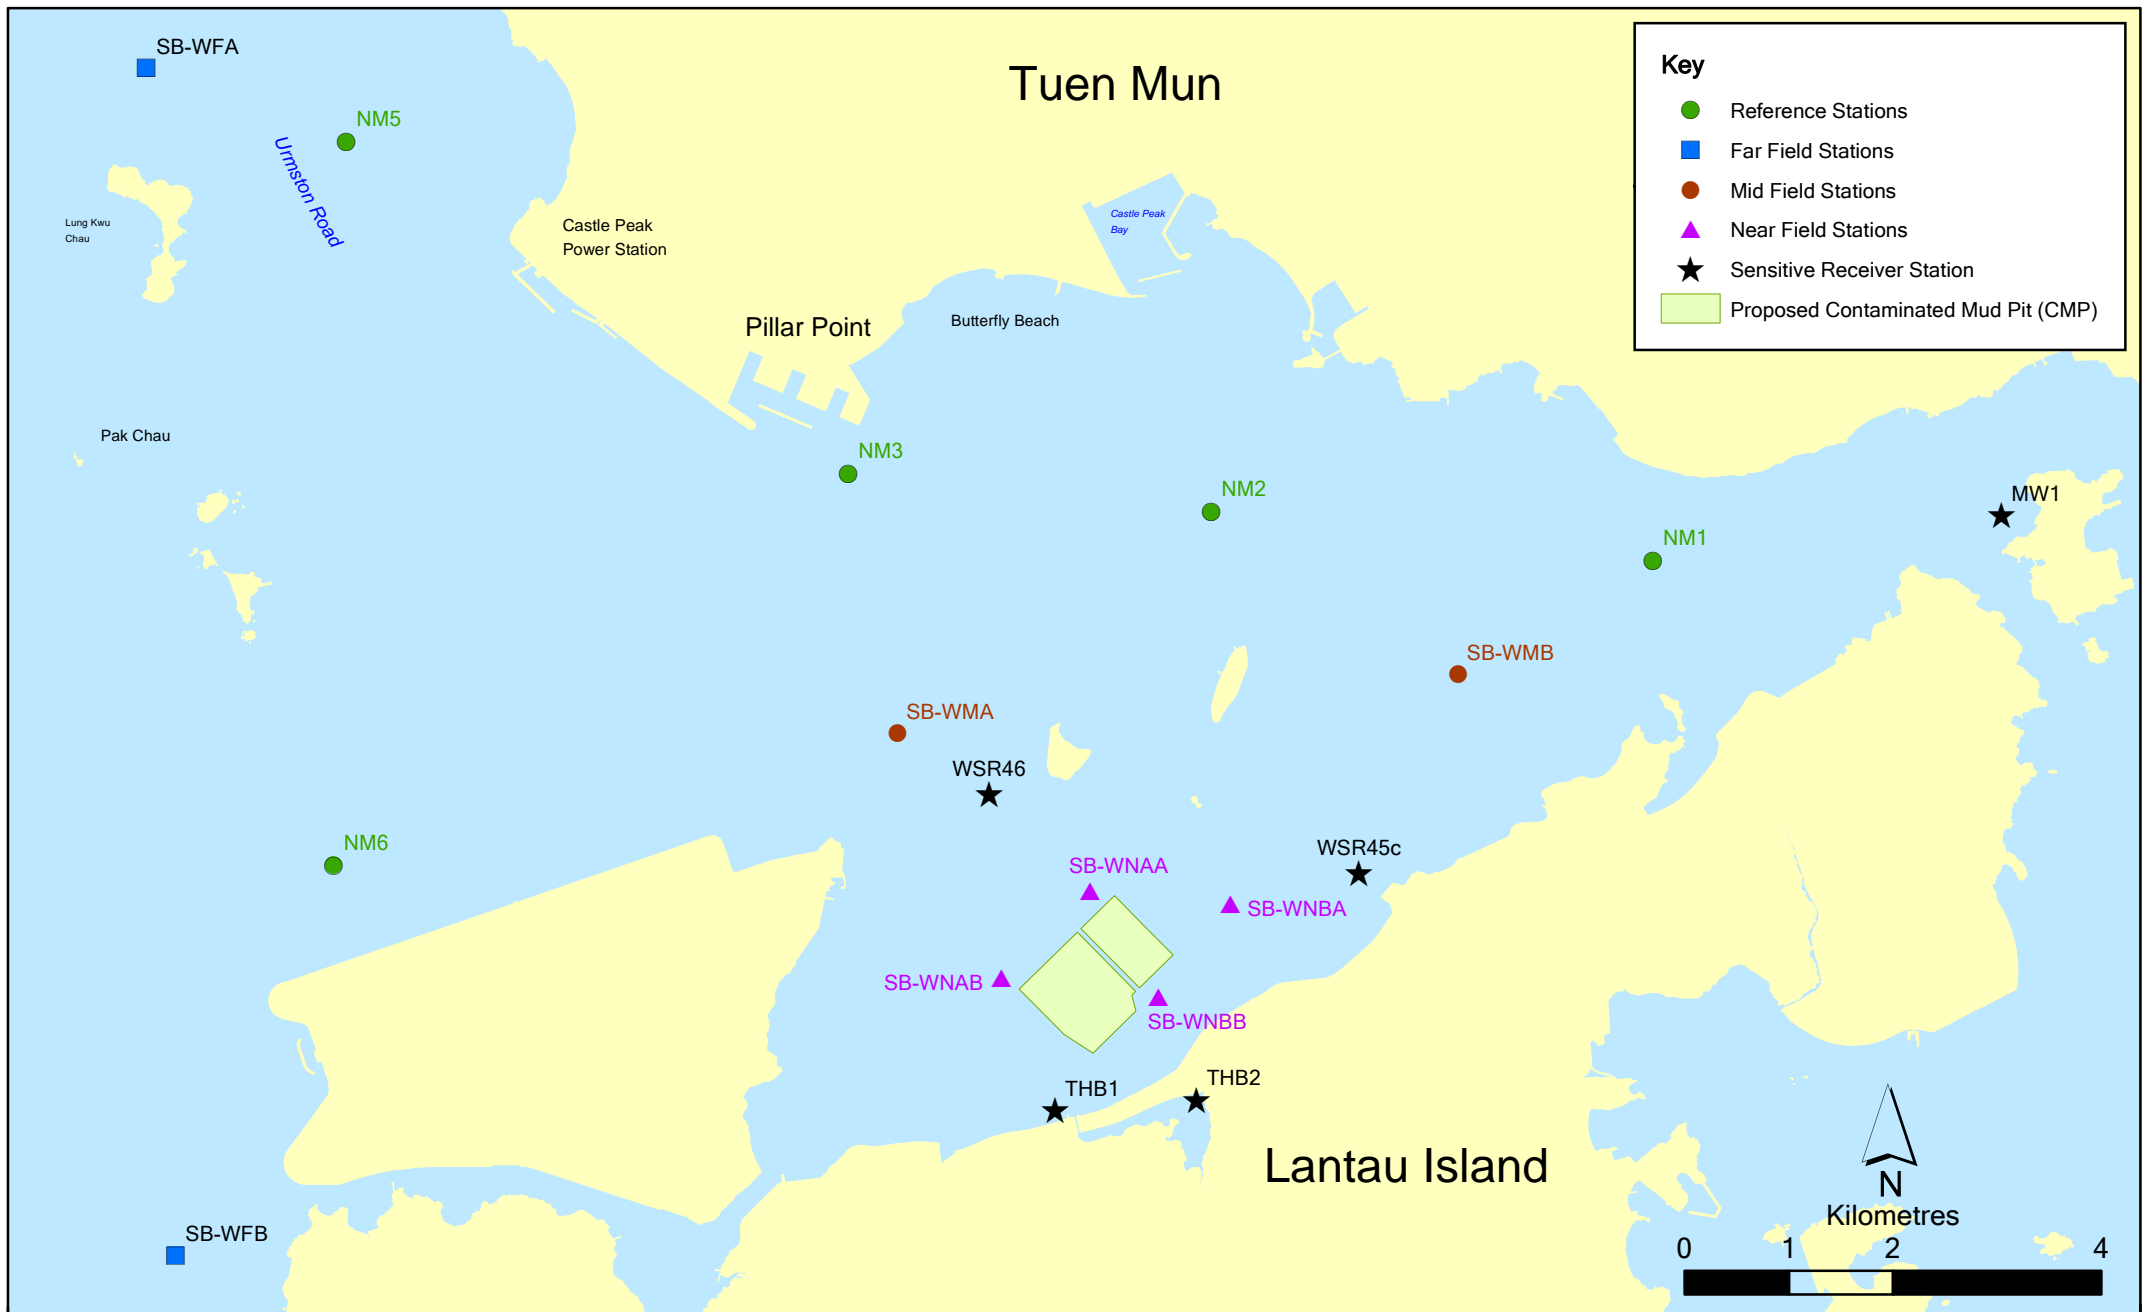 SB-WFA
Tuen Mun
Key
NM5
Reference Stations
Urmston Road
Far Field Stations
Mid Field Stations
Lung Kwu
Chau
Castle Peak
Power Station
Castle Peak
Bay
Near Field Stations
Sensitive Receiver Station
Pillar Point
Butterfly Beach
Proposed Contaminated Mud Pit (CMP)
Pak Chau
NM3
NM2
MW1
NM1
SB-WMB
SB-WMA
WSR46
NM6
WSR45c
SB-WNAA
SB-WNBA
SB-WNAB
SB-WNBB
THB1
THB2
Lantau Island
N
Kilometres
SB-WFB
0 1 2 4